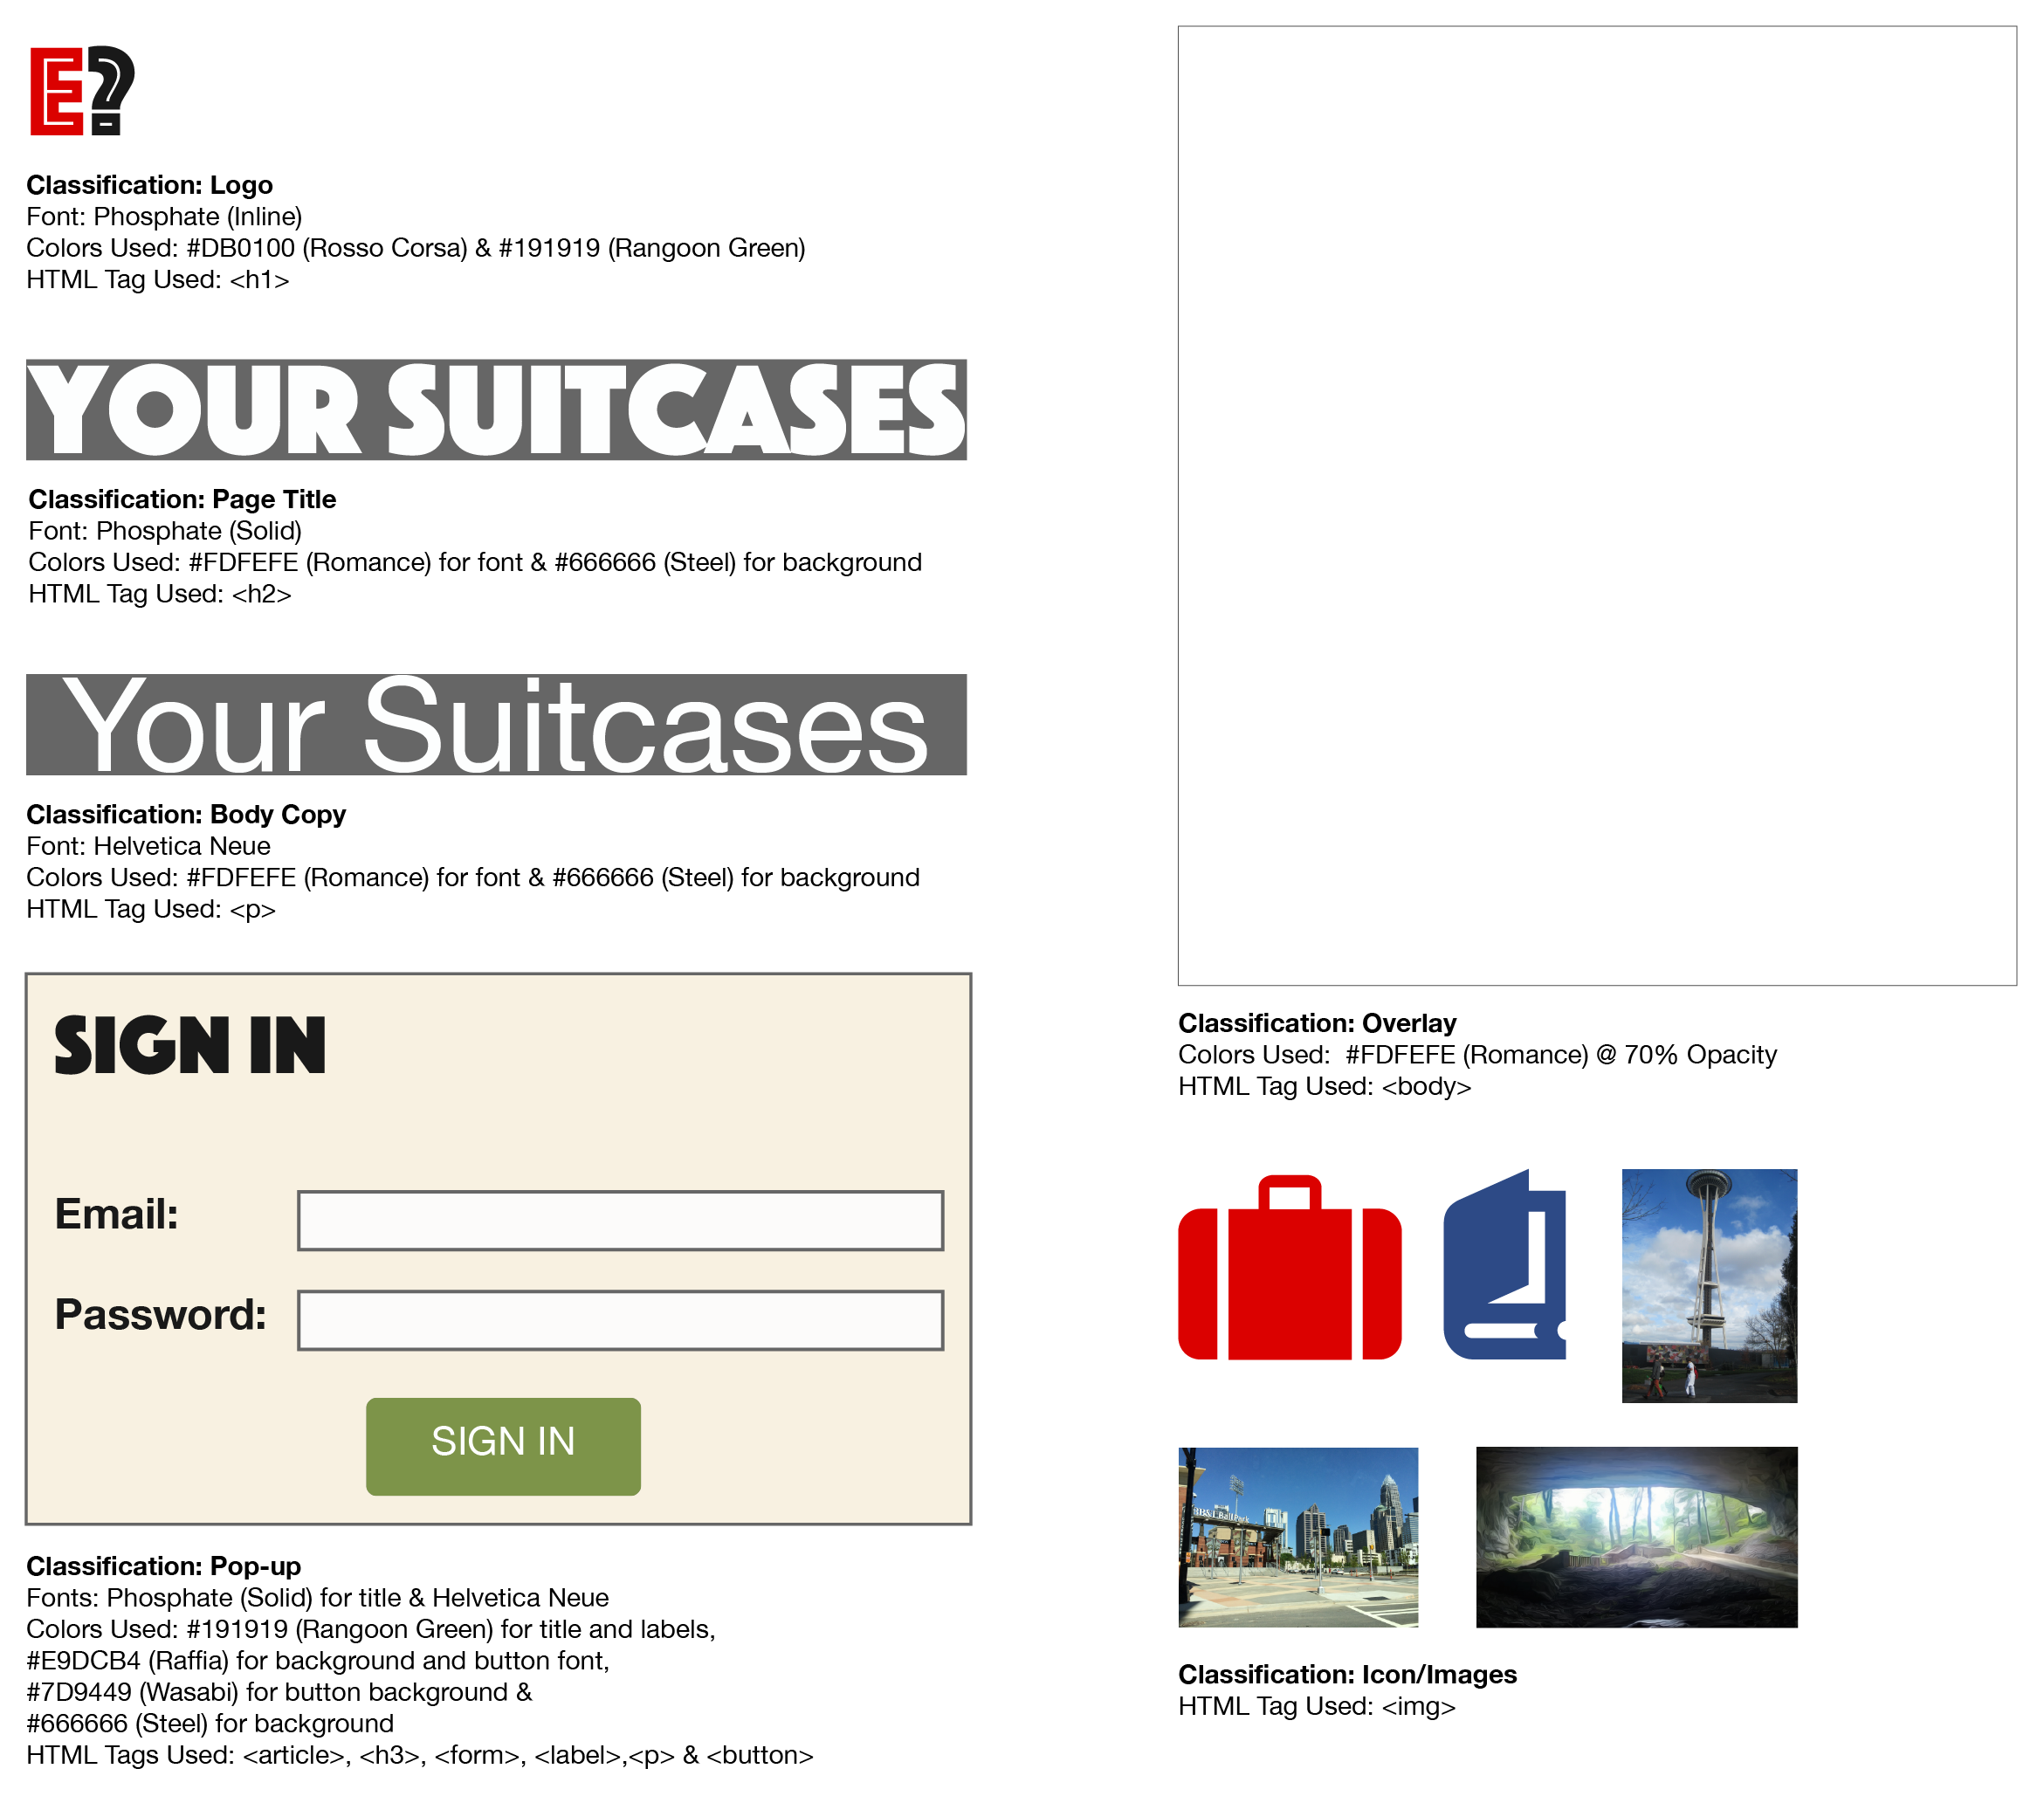 E?
Classification: Logo
Font: Phosphate (Inline)
Colors Used: #DB0100 (Rosso Corsa) & #191919 (Rangoon Green)
HTML Tag Used: <h1>
YOUR SUITCASES
Classification: Page Title
Font: Phosphate (Solid)
Colors Used: #FDFEFE (Romance) for font & #666666 (Steel) for background
HTML Tag Used: <h2>
Your Suitcases
Classification: Body Copy
Font: Helvetica Neue
Colors Used: #FDFEFE (Romance) for font & #666666 (Steel) for background
HTML Tag Used: <p>
SIGN IN
Email:
Password:
SIGN IN
Classification: Pop-up
Fonts: Phosphate (Solid) for title & Helvetica Neue
Colors Used: #191919 (Rangoon Green) for title and labels,
#E9DCB4 (Raffia) for background and button font,
#7D9449 (Wasabi) for button background &
#666666 (Steel) for background
HTML Tags Used: <article>, <h3>, <form>, <label>,<p> & <button>
Classification: Overlay
Colors Used:  #FDFEFE (Romance) @ 70% Opacity
HTML Tag Used: <body>
BB&T BallPark
Classification: Icon/Images
HTML Tag Used: <img>